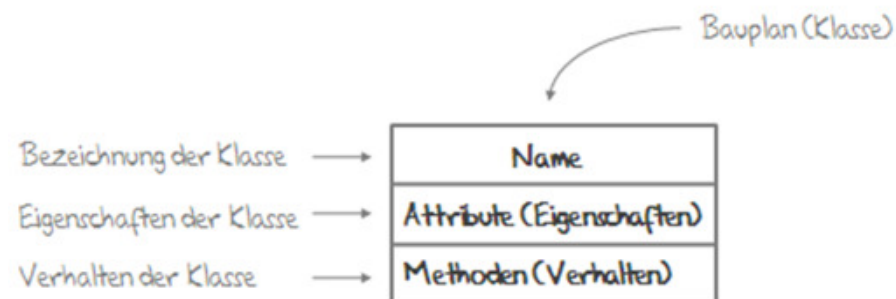 Bauplan (Klasse)
Bezeichnung der Klasse
Name
Eigenschaften der Klasse
Attribute (Eigenschaften)
Verhalten der Klasse
Methoden (Verhalten)